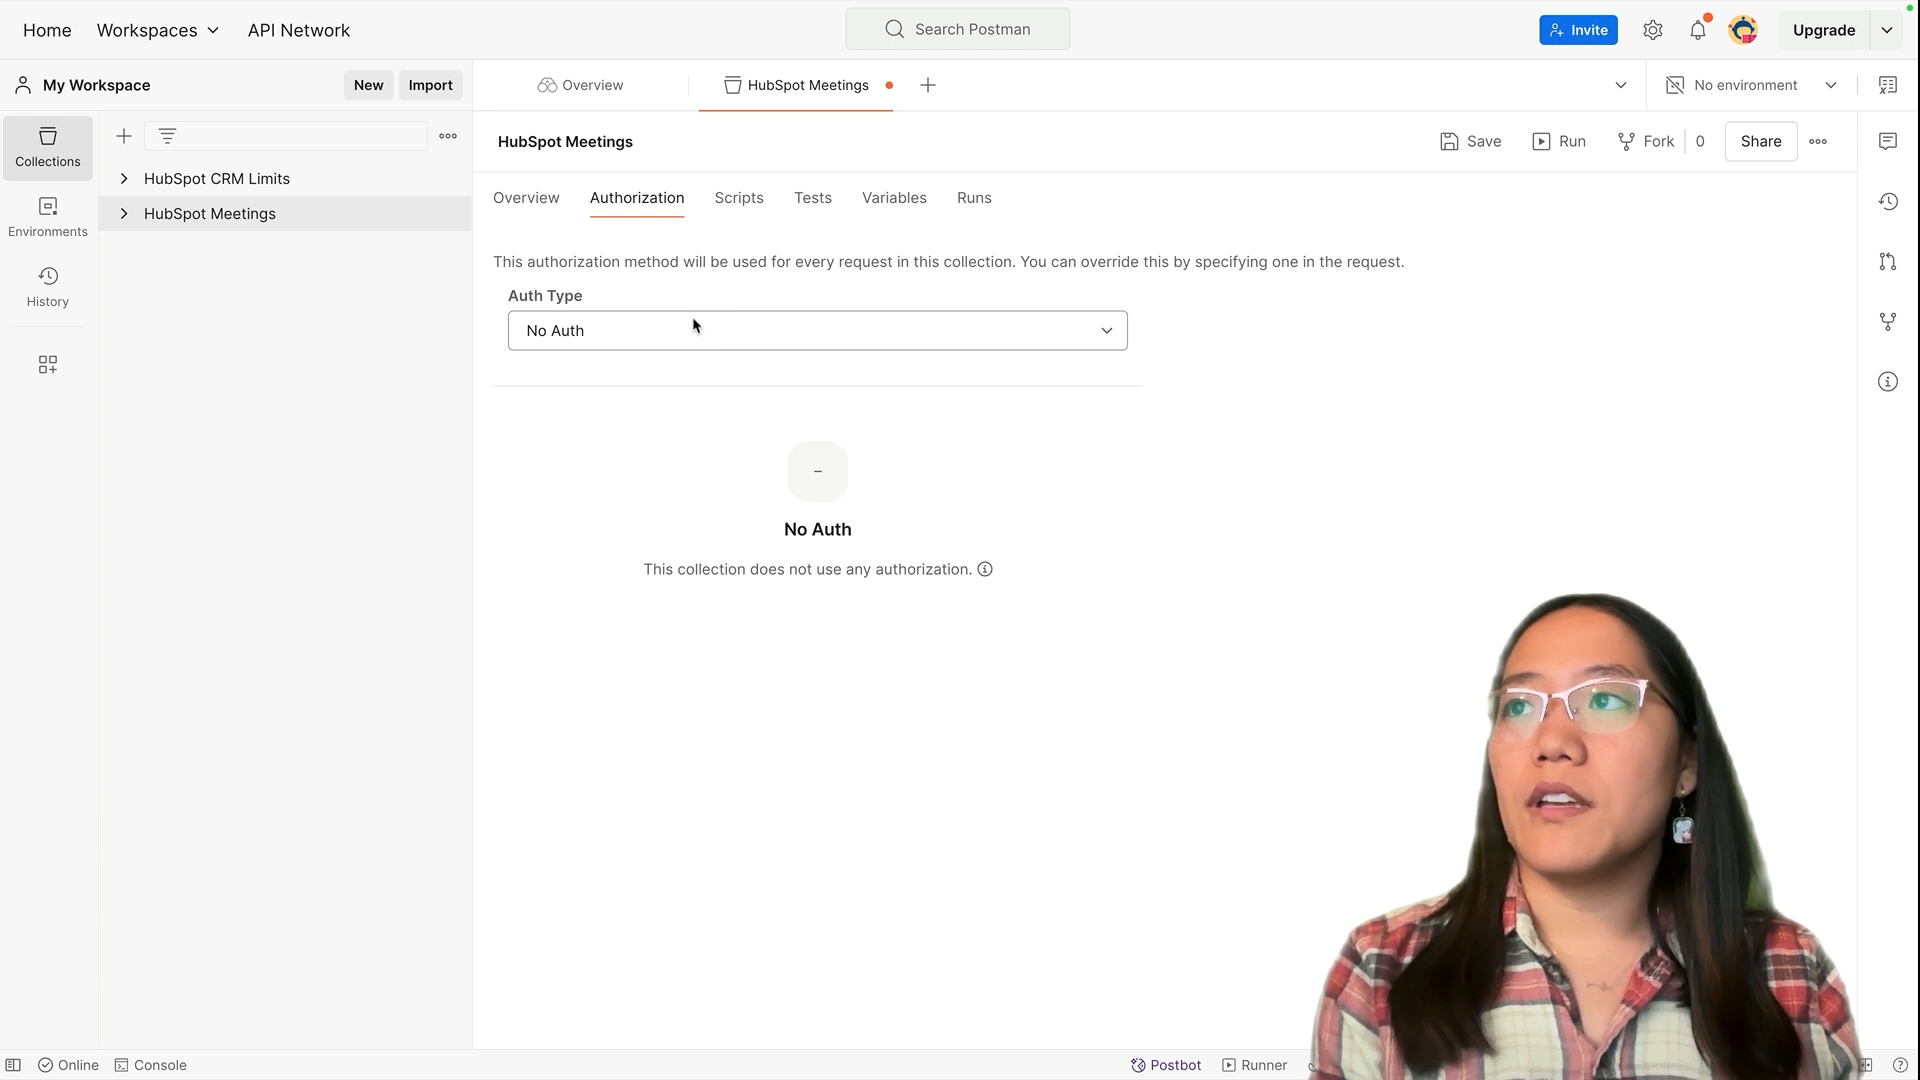 Home Workspaces API Network Search Postman Invite Upgrade
My Workspace New Import Overview HubSpot Meetings No environment
HubSpot Meetings Save Run Fork 0 Share
Collections
Environments
History
HubSpot CRM Limits
HubSpot Meetings
Overview Authorization Scripts Tests Variables Runs
This authorization method will be used for every request in this collection. You can override this by specifying one in the request.
Auth Type
No Auth
No Auth
This collection does not use any authorization.
Online Console Postbot Runner